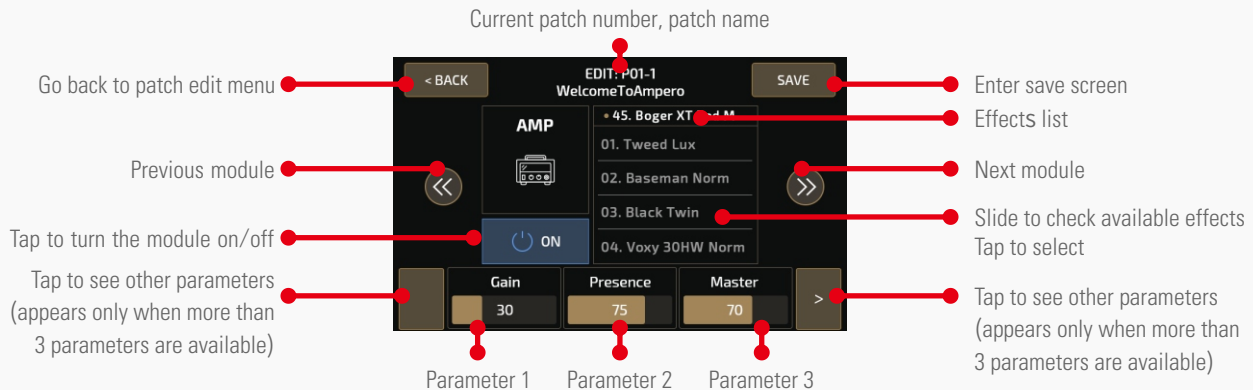 Current patch number, patch name
Go back to patch edit menu
< BACK
EDIT: P01-1
WelcomeToAmpero
SAVE
Enter save screen
AMP
45. Boger XT
Effects list
01. Tweed Lux
Previous module
02. Baseman Norm
Next module
03. Black Twin
Slide to check available effects
Tap to select
Tap to turn the module on/off
ON
04. Voxy 30HW Norm
Tap to see other parameters
(appears only when more than
3 parameters are available)
Gain
Presence
Master
30
75
70
>
Tap to see other parameters
(appears only when more than
3 parameters are available)
Parameter 1
Parameter 2
Parameter 3